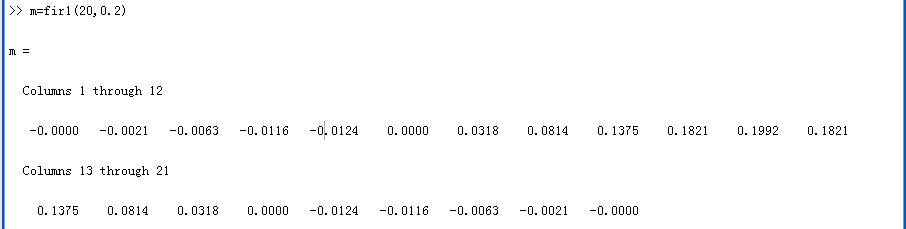 >> m=fir1(20,0.2)
m =
Columns 1 through 12
-0.0000 -0.0021 -0.0063 -0.0116 -0.0124 0.0000 0.0318 0.0814 0.1375 0.1821 0.1992 0.1821
Columns 13 through 21
0.1375 0.0814 0.0318 0.0000 -0.0124 -0.0116 -0.0063 -0.0021 -0.0000